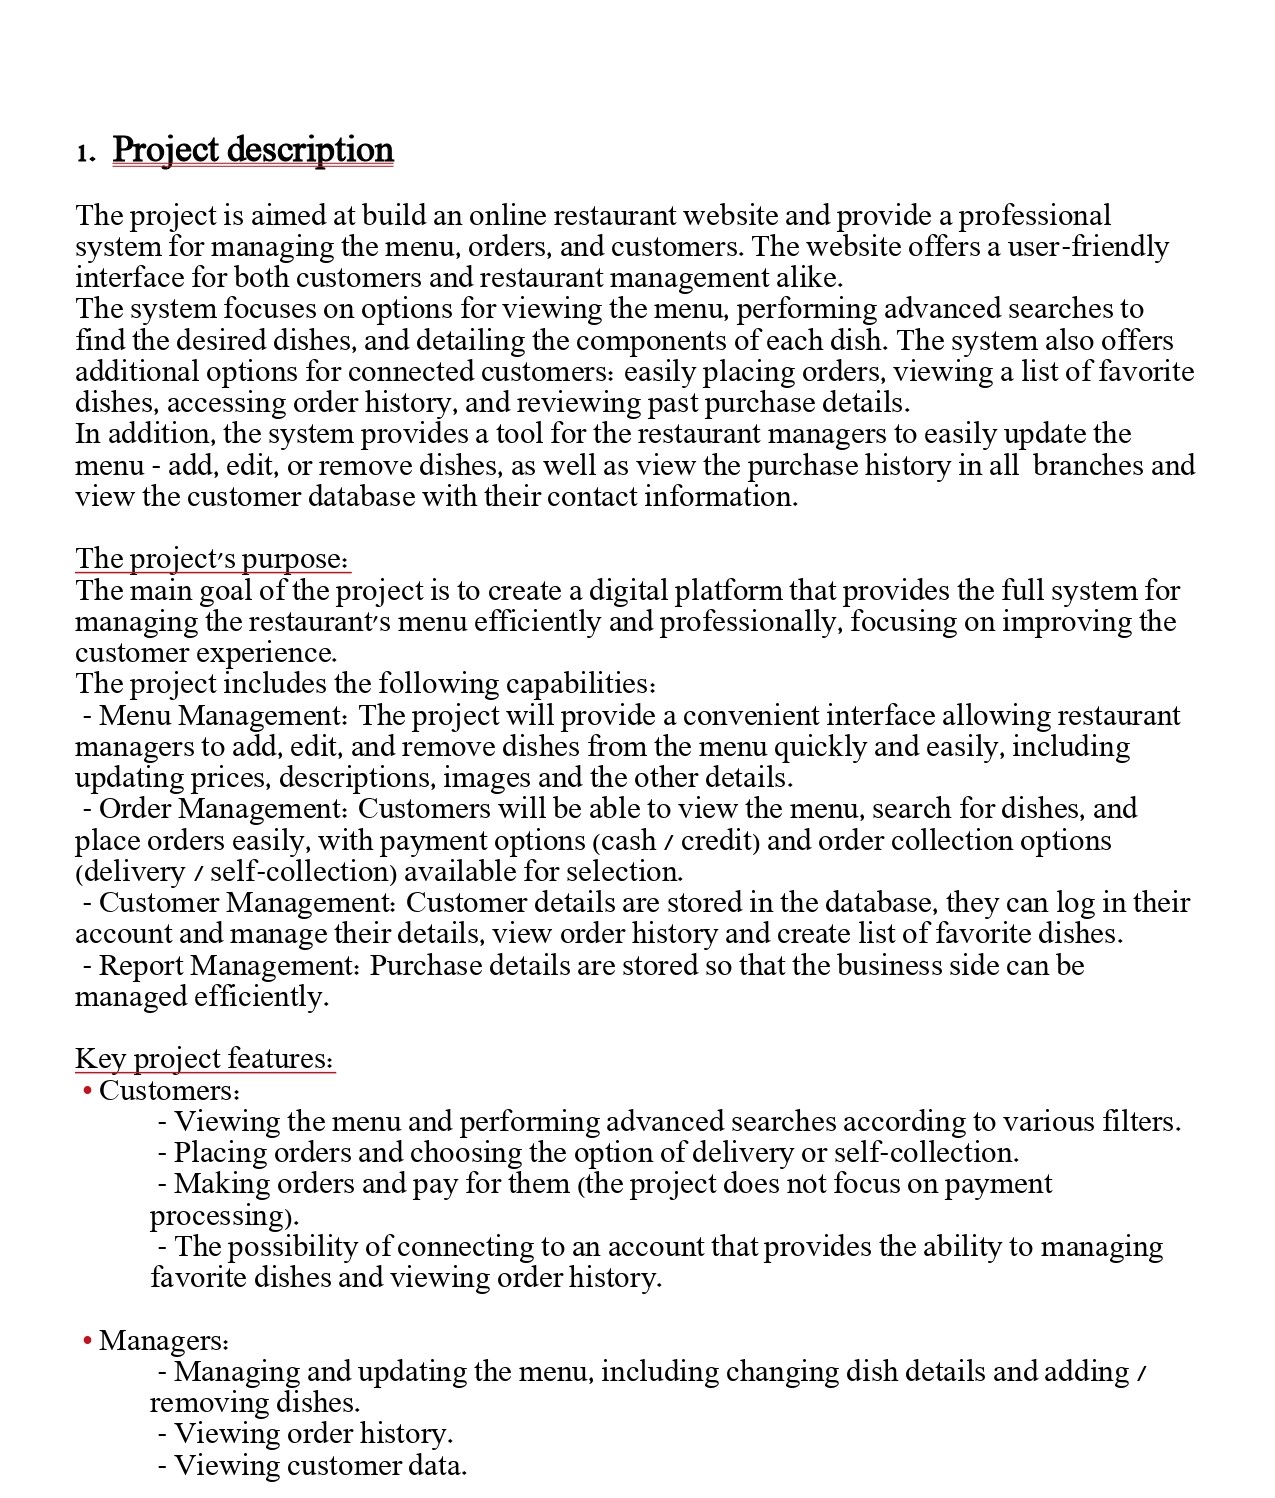 1. Project description
The project is aimed at build an online restaurant website and provide a professional
system for managing the menu, orders, and customers. The website offers a user-friendly
interface for both customers and restaurant management alike.
The system focuses on options for viewing the menu, performing advanced searches to
find the desired dishes, and detailing the components of each dish. The system also offers
additional options for connected customers: easily placing orders, viewing a list of favorite
dishes, accessing order history, and reviewing past purchase details.
In addition, the system provides a tool for the restaurant managers to easily update the
menu - add, edit, or remove dishes, as well as view the purchase history in all  branches and
view the customer database with their contact information.
The project's purpose:
The main goal of the project is to create a digital platform that provides the full system for
managing the restaurant's menu efficiently and professionally, focusing on improving the
customer experience.
The project includes the following capabilities:
- Menu Management: The project will provide a convenient interface allowing restaurant
managers to add, edit, and remove dishes from the menu quickly and easily, including
updating prices, descriptions, images and the other details.
- Order Management: Customers will be able to view the menu, search for dishes, and
place orders easily, with payment options (cash / credit) and order collection options
(delivery / self-collection) available for selection.
- Customer Management: Customer details are stored in the database, they can log in their
account and manage their details, view order history and create list of favorite dishes.
- Report Management: Purchase details are stored so that the business side can be
managed efficiently.
Key project features:
• Customers:
- Viewing the menu and performing advanced searches according to various filters.
- Placing orders and choosing the option of delivery or self-collection.
- Making orders and pay for them (the project does not focus on payment
processing).
- The possibility of connecting to an account that provides the ability to managing
favorite dishes and viewing order history.
• Managers:
- Managing and updating the menu, including changing dish details and adding /
removing dishes.
- Viewing order history.
- Viewing customer data.